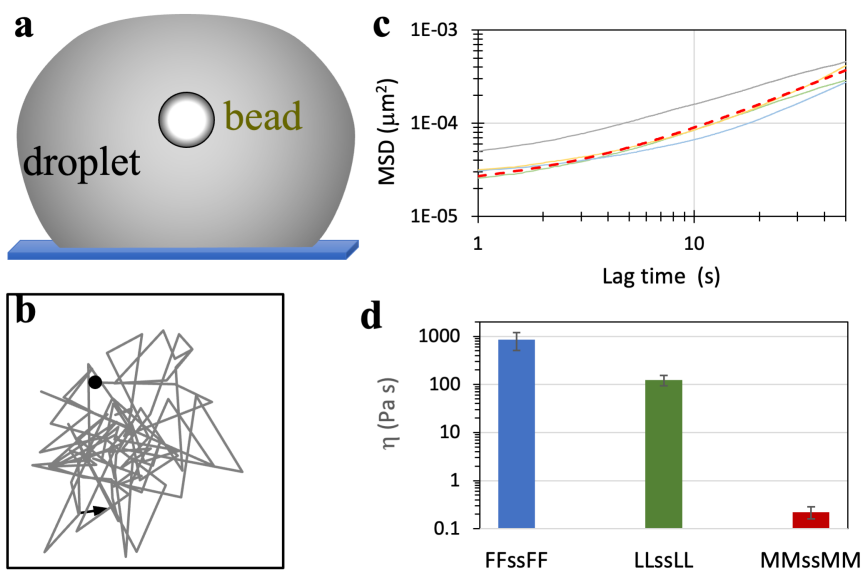 a
bead
droplet
b
c
1E-03
1E-04
1E-05
MSD (μm²)
1
10
Lag time (s)
d
1000
100
10
1
0.1
η (Pa s)
FFssFF
LLssLL
MMssMM